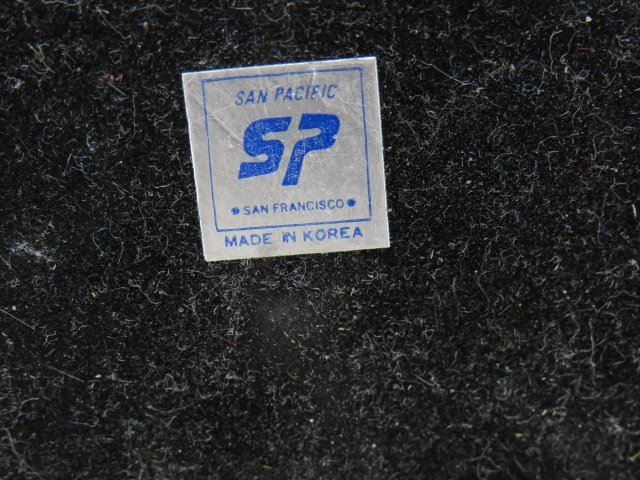 SAN PACIFIC
SP
• SAN FRANCISCO •
MADE IN KOREA